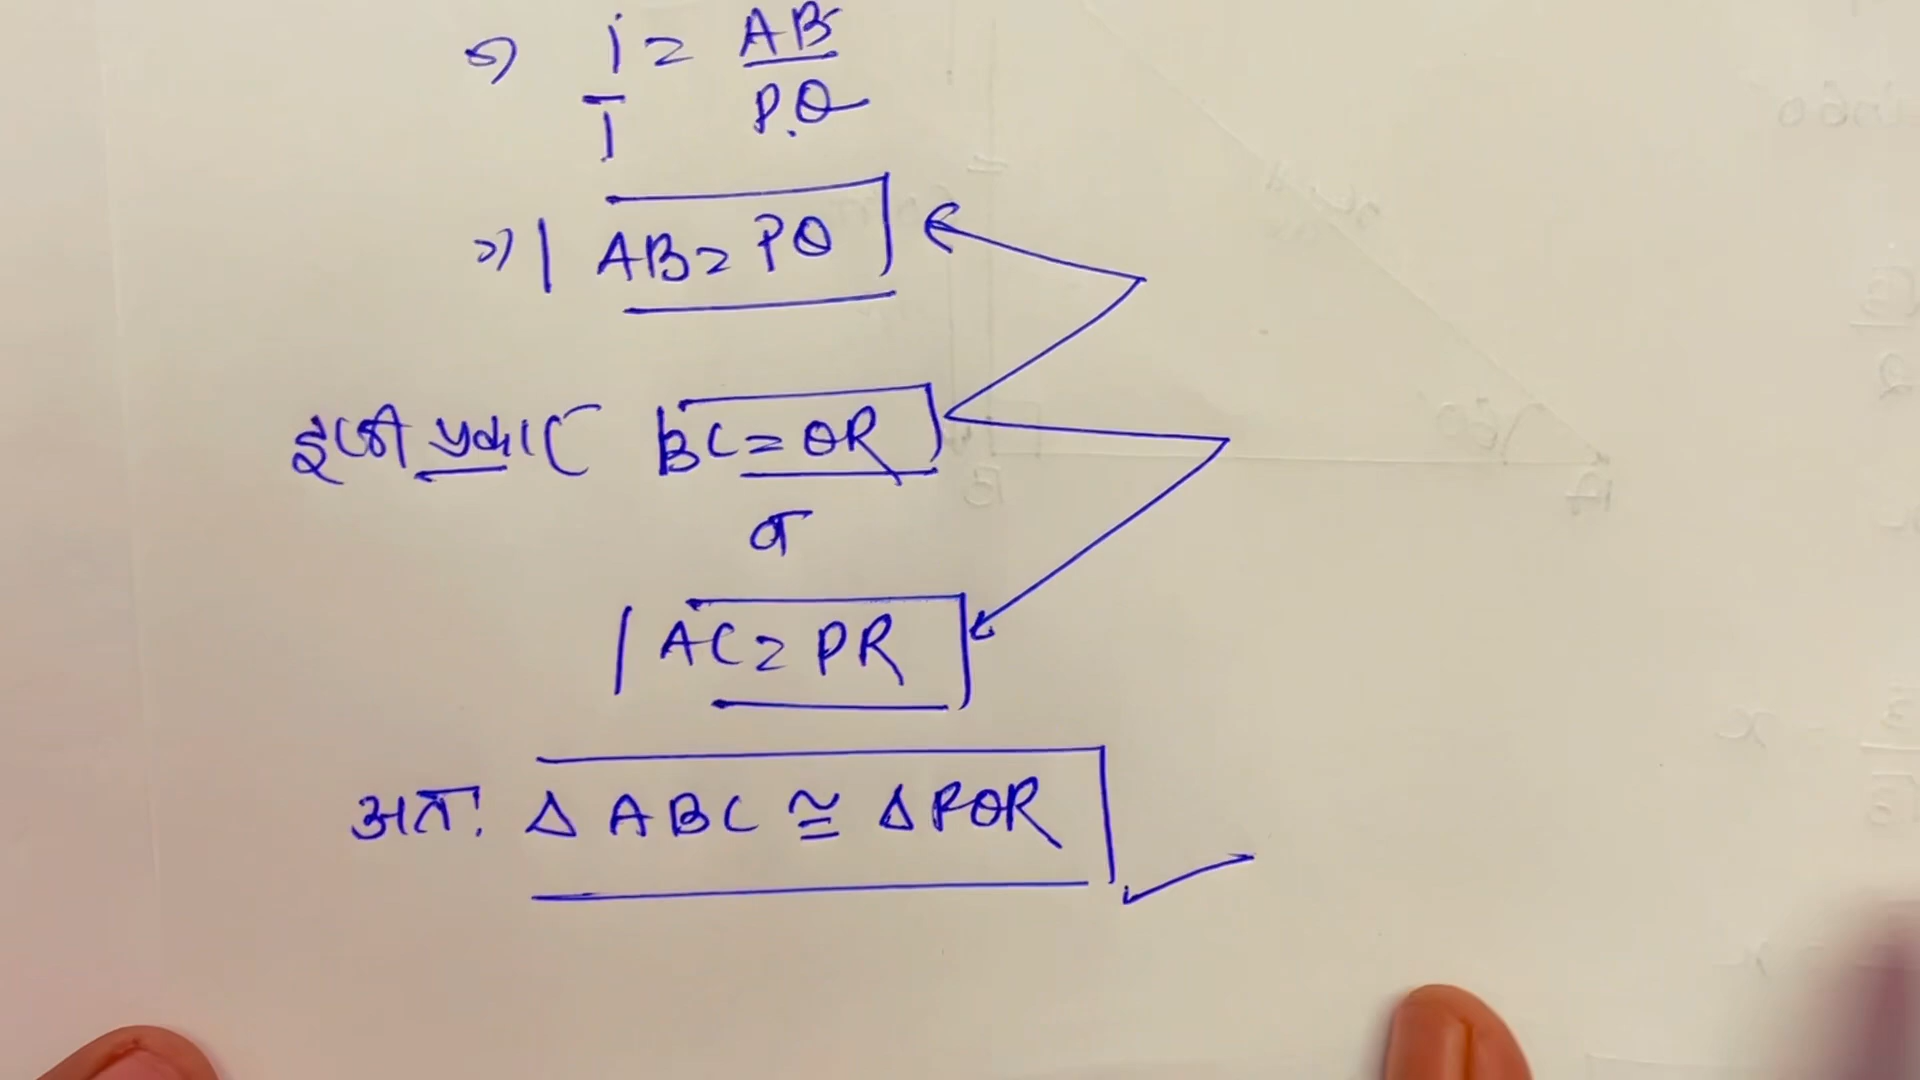 ⇒ 1/1 = AB/PQ
⇒ AB = PQ
इसी प्रकार BC = QR
व
AC = PR
अतः Δ ABC ≅ Δ PQR